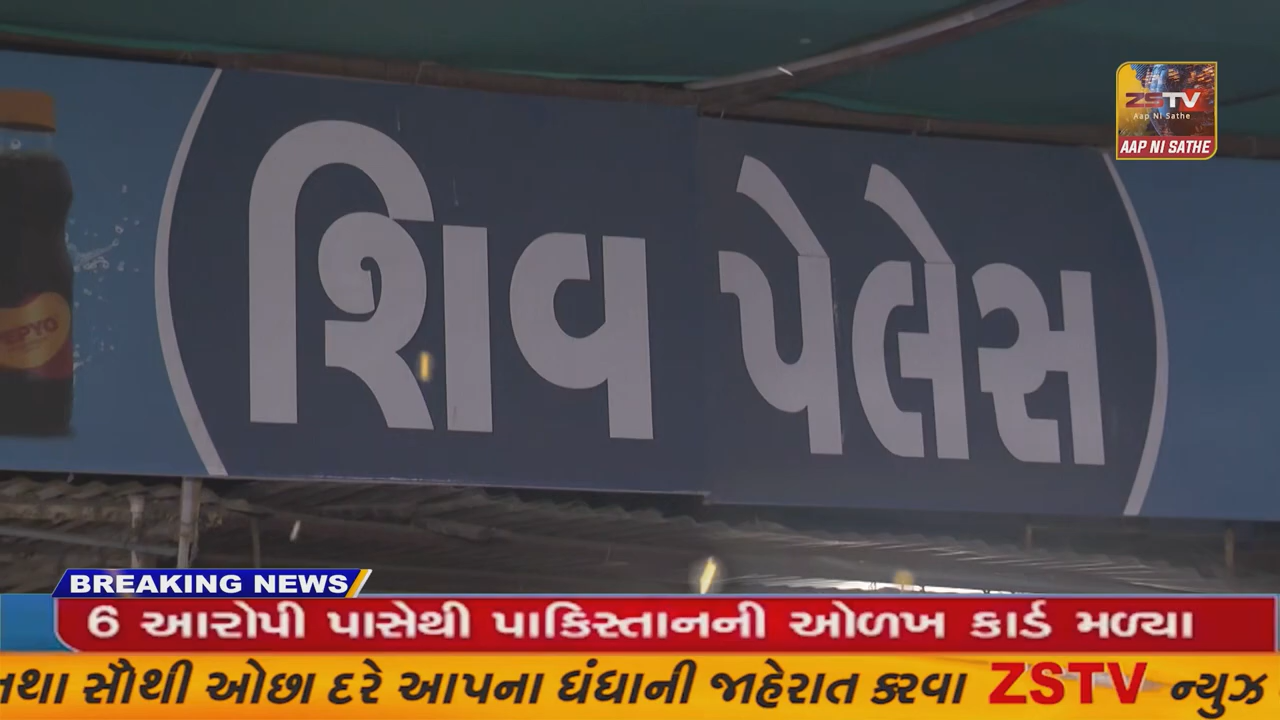 ZSTV
Aap Ni Sathe
AAP NI SATHE
શિવ પેલેસ
BREAKING NEWS
6 આરોપી પાસેથી પાકિસ્તાનની ઓળખ કાર્ડ મળ્યા
તથા સૌથી ઓછા દરે આપના ધંધાની જાહેરાત કરવા ZSTV ન્યુઝ